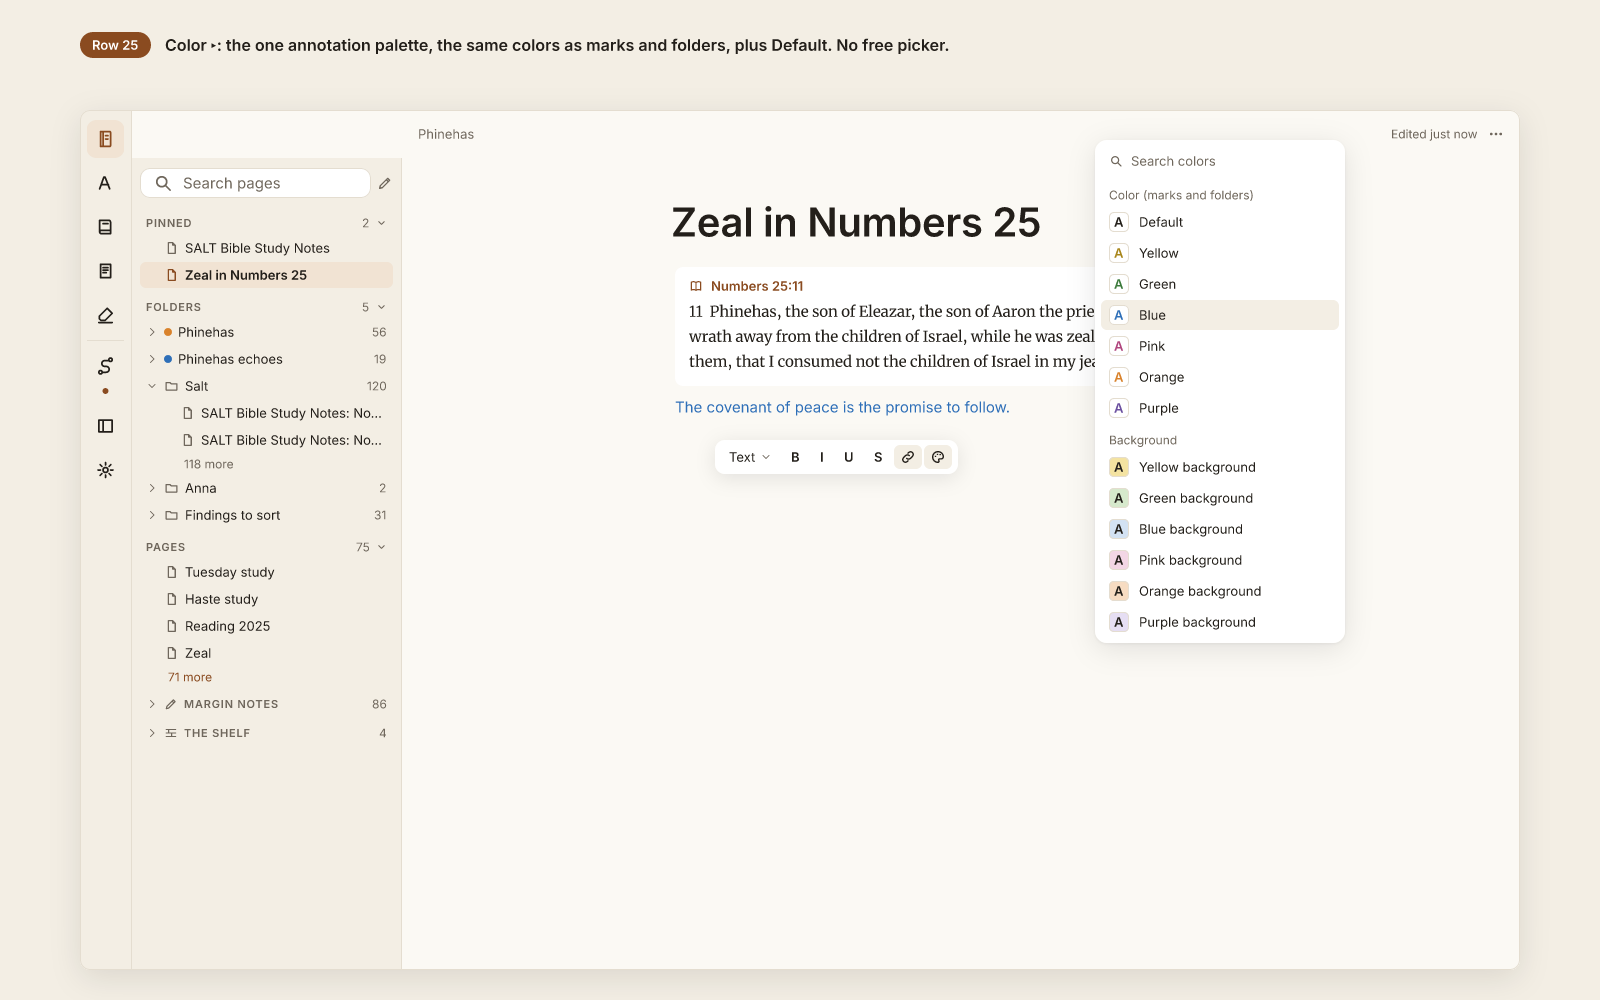 Row 25
Color ▸: the one annotation palette, the same colors as marks and folders, plus Default. No free picker.
Phinehas
Edited just now
Search pages
PINNED 2
SALT Bible Study Notes
Zeal in Numbers 25
FOLDERS 5
Phinehas 56
Phinehas echoes 19
Salt 120
SALT Bible Study Notes: No...
SALT Bible Study Notes: No...
118 more
Anna 2
Findings to sort 31
PAGES 75
Tuesday study
Haste study
Reading 2025
Zeal
71 more
MARGIN NOTES 86
THE SHELF 4
Zeal in Numbers 25
Numbers 25:11
11 Phinehas, the son of Eleazar, the son of Aaron the prie
wrath away from the children of Israel, while he was zeal
them, that I consumed not the children of Israel in my jea
The covenant of peace is the promise to follow.
Text B I U S
Search colors
Color (marks and folders)
A Default
A Yellow
A Green
A Blue
A Pink
A Orange
A Purple
Background
A Yellow background
A Green background
A Blue background
A Pink background
A Orange background
A Purple background